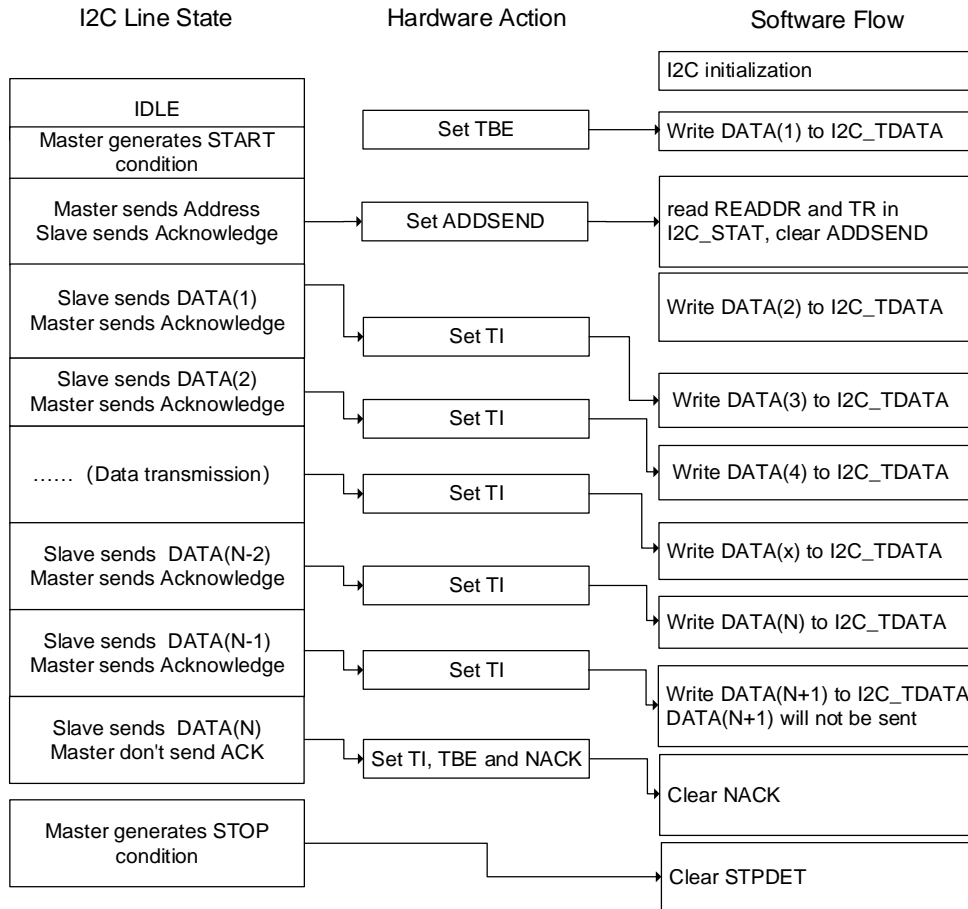 I2C Line State
Hardware Action
Software Flow
I2C initialization
IDLE
Set TBE
Write DATA(1) to I2C_TDATA
Master generates START
condition
Master sends Address
Slave sends Acknowledge
Set ADDSEND
read READDR and TR in
I2C_STAT, clear ADDSEND
Slave sends DATA(1)
Master sends Acknowledge
Write DATA(2) to I2C_TDATA
Set TI
Slave sends DATA(2)
Master sends Acknowledge
Write DATA(3) to I2C_TDATA
Set TI
…… (Data transmission)
Write DATA(4) to I2C_TDATA
Set TI
Write DATA(x) to I2C_TDATA
Slave sends DATA(N-2)
Master sends Acknowledge
Set TI
Write DATA(N) to I2C_TDATA
Slave sends DATA(N-1)
Master sends Acknowledge
Set TI
Write DATA(N+1) to I2C_TDATA
DATA(N+1) will not be sent
Slave sends DATA(N)
Master don't send ACK
Set TI, TBE and NACK
Clear NACK
Master generates STOP
condition
Clear STPDET